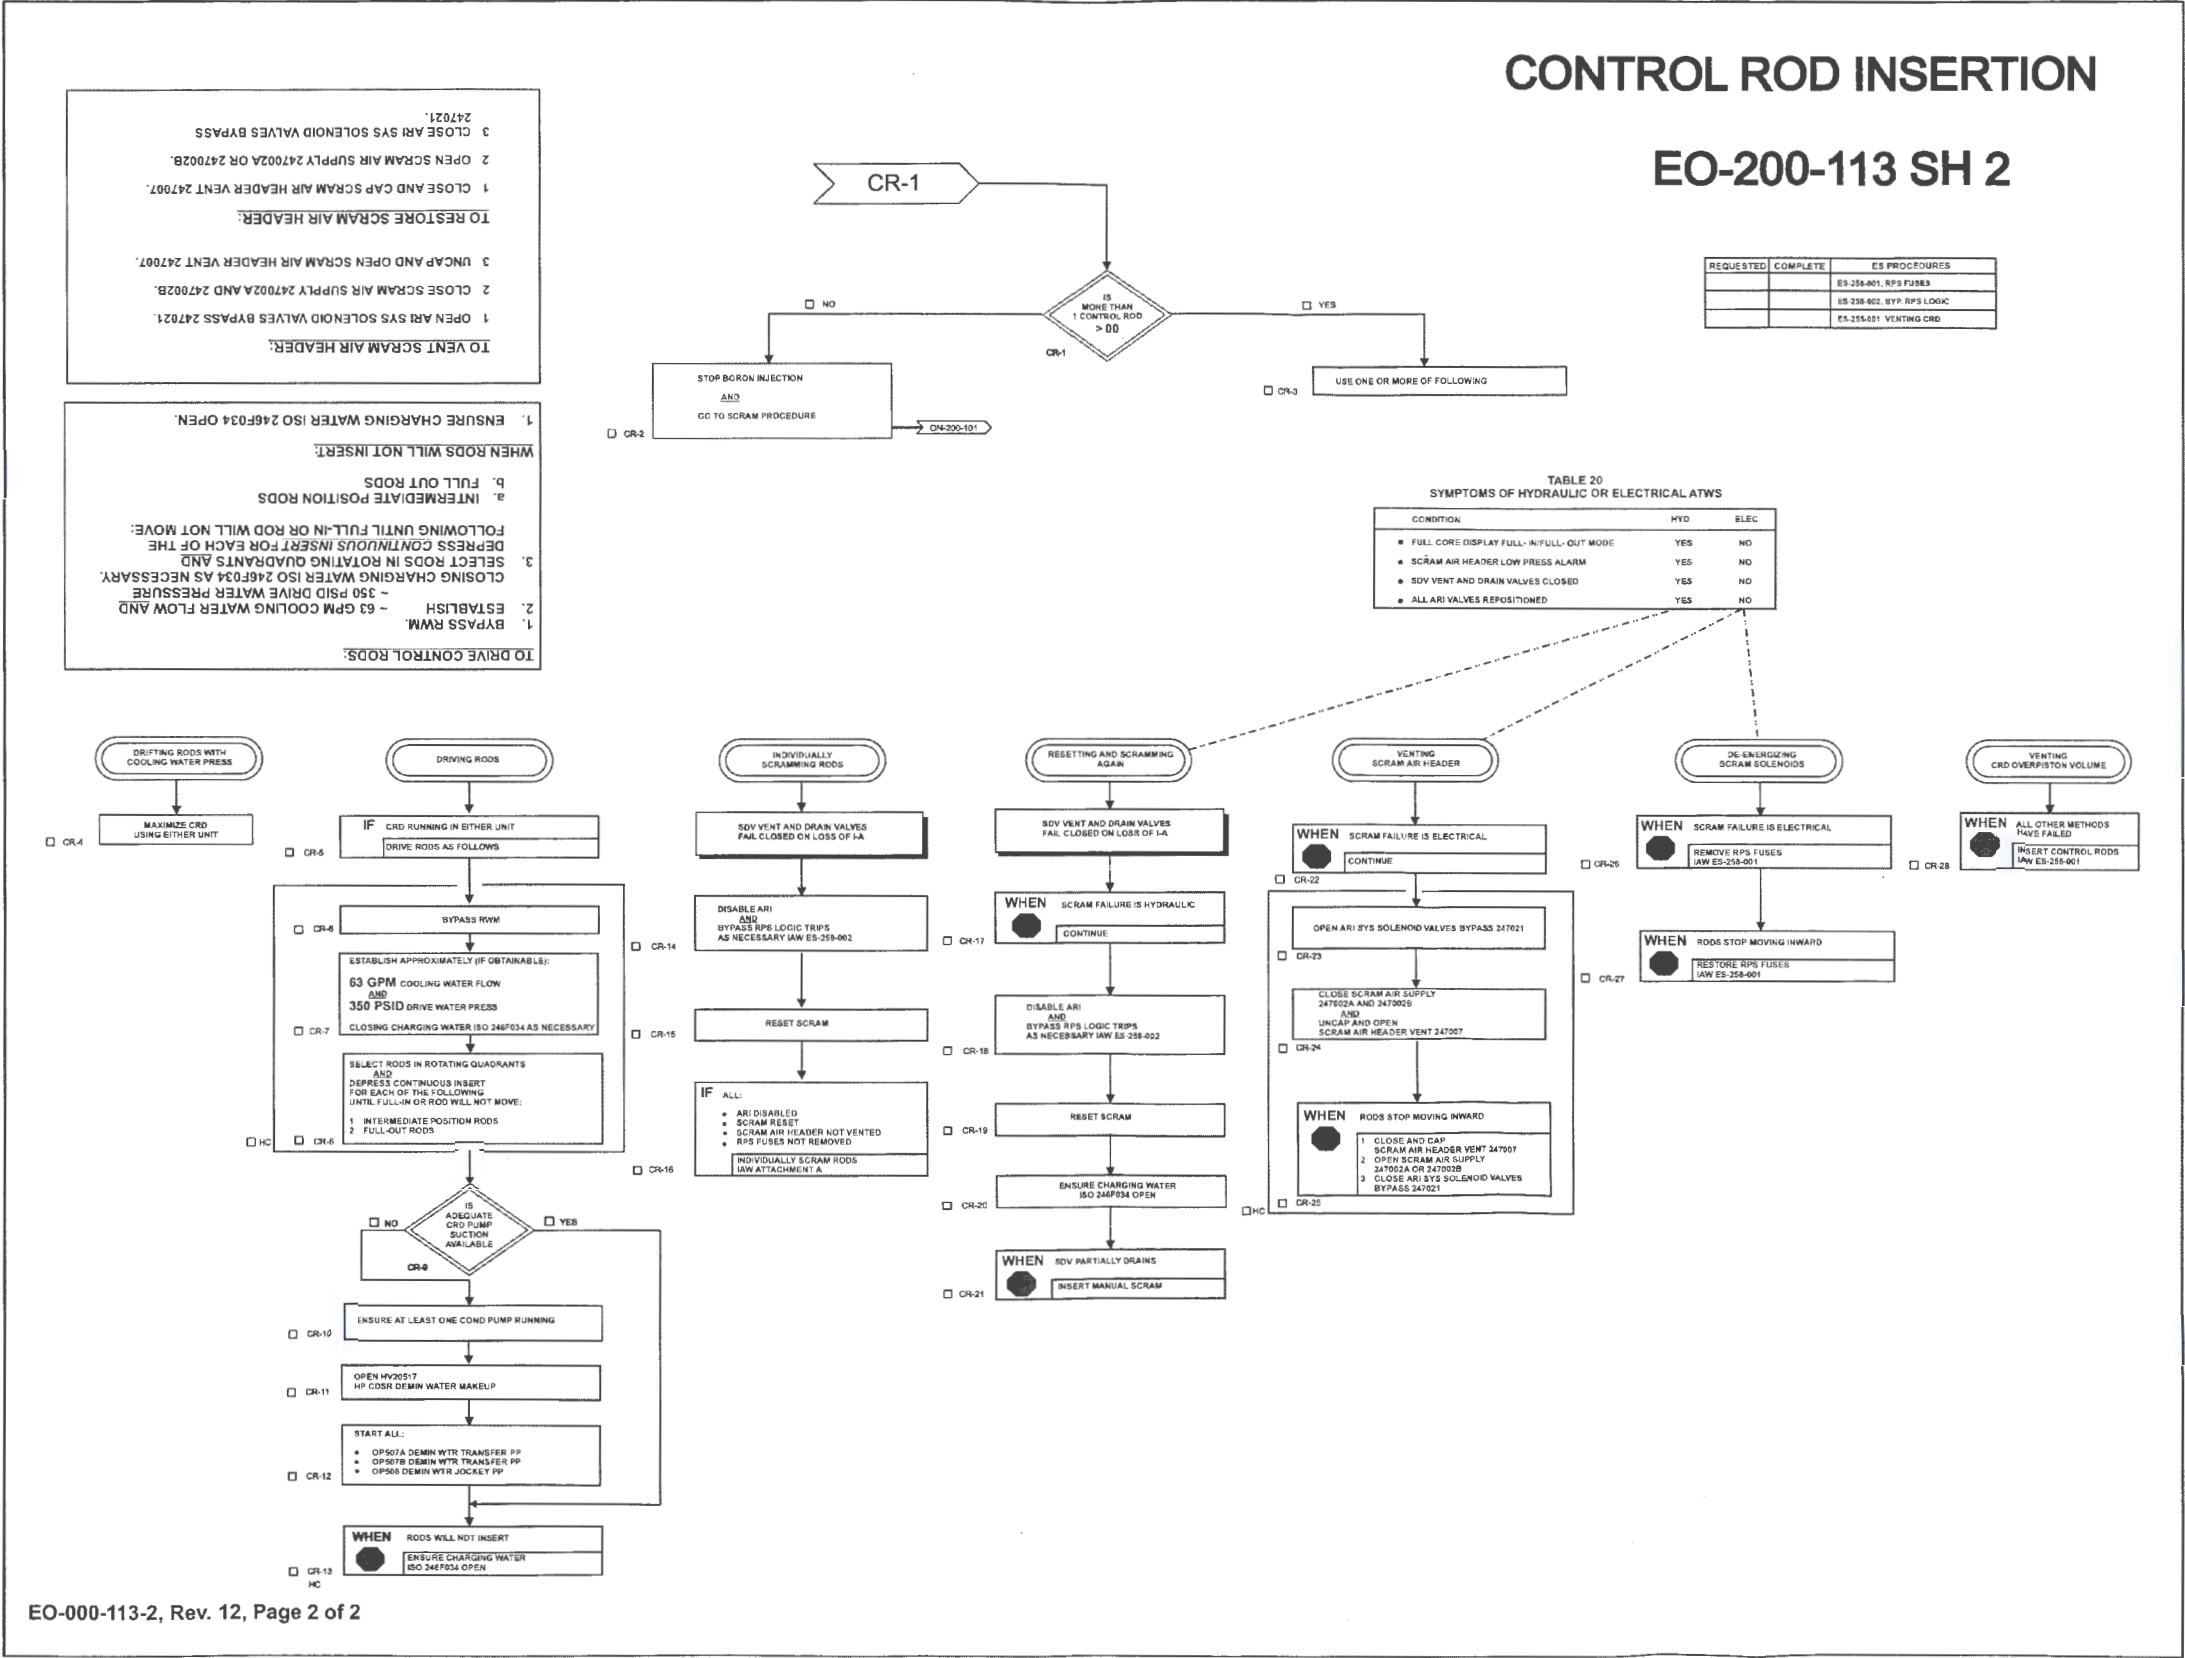 CONTROL ROD INSERTION
EO-200-113 SH 2
TO VENT SCRAM AIR HEADER:
1 OPEN ARI SYS SOLENOID VALVES BYPASS 247021.
2 CLOSE SCRAM AIR SUPPLY 247002A AND 247002B.
3 UNCAP AND OPEN SCRAM AIR HEADER VENT 247007.
TO RESTORE SCRAM AIR HEADER:
1 CLOSE AND CAP SCRAM AIR HEADER VENT 247007.
2 OPEN SCRAM AIR SUPPLY 247002A OR 247002B.
3 CLOSE ARI SYS SOLENOID VALVES BYPASS
247021.
TO DRIVE CONTROL RODS:
1. BYPASS RWM.
2. ESTABLISH ~ 63 GPM COOLING WATER FLOW AND
~ 350 PSID DRIVE WATER PRESSURE
CLOSING CHARGING WATER ISO 246F034 AS NECESSARY.
3. SELECT RODS IN ROTATING QUADRANTS AND
DEPRESS CONTINUOUS INSERT FOR EACH OF THE
FOLLOWING UNTIL FULL-IN OR ROD WILL NOT MOVE:
a. INTERMEDIATE POSITION RODS
b. FULL OUT RODS
WHEN RODS WILL NOT INSERT:
1. ENSURE CHARGING WATER ISO 246F034 OPEN.
CR-1
IS
MORE THAN
1 CONTROL ROD
> 00
CR-1
NO
YES
STOP BORON INJECTION
AND
GO TO SCRAM PROCEDURE
CR-2
ON-200-101
USE ONE OR MORE OF FOLLOWING
CR-3
REQUESTED COMPLETE ES PROCEDURES
ES-258-001, RPS FUSES
ES-258-002, BYP. RPS LOGIC
ES-255-001 VENTING CRD
TABLE 20
SYMPTOMS OF HYDRAULIC OR ELECTRICAL ATWS
CONDITION HYD ELEC
• FULL CORE DISPLAY FULL-IN/FULL-OUT MODE YES NO
• SCRAM AIR HEADER LOW PRESS ALARM YES NO
• SDV VENT AND DRAIN VALVES CLOSED YES NO
• ALL ARI VALVES REPOSITIONED YES NO
DRIFTING RODS WITH
COOLING WATER PRESS
MAXIMIZE CRD
USING EITHER UNIT
CR-4
DRIVING RODS
IF CRD RUNNING IN EITHER UNIT
DRIVE RODS AS FOLLOWS
CR-5
BYPASS RWM
CR-6
ESTABLISH APPROXIMATELY (IF OBTAINABLE):
63 GPM COOLING WATER FLOW
AND
350 PSID DRIVE WATER PRESS
CLOSING CHARGING WATER ISO 246F034 AS NECESSARY
CR-7
SELECT RODS IN ROTATING QUADRANTS
AND
DEPRESS CONTINUOUS INSERT
FOR EACH OF THE FOLLOWING
UNTIL FULL-IN OR ROD WILL NOT MOVE:
1 INTERMEDIATE POSITION RODS
2 FULL-OUT RODS
HC
IS
ADEQUATE
CRD PUMP
SUCTION
AVAILABLE
CR-9
NO
YES
ENSURE AT LEAST ONE COND PUMP RUNNING
CR-10
OPEN HV20517
HP CDSR DEMIN WATER MAKEUP
CR-11
START ALL:
• OP507A DEMIN WTR TRANSFER PP
• OP507B DEMIN WTR TRANSFER PP
• OP508 DEMIN WTR JOCKEY PP
CR-12
WHEN RODS WILL NOT INSERT
ENSURE CHARGING WATER
ISO 246F034 OPEN
CR-13
HC
INDIVIDUALLY
SCRAMMING RODS
SDV VENT AND DRAIN VALVES
FAIL CLOSED ON LOSS OF I-A
DISABLE ARI
AND
BYPASS RPS LOGIC TRIPS
AS NECESSARY IAW ES-258-002
CR-14
RESET SCRAM
CR-15
IF ALL:
• ARI DISABLED
• SCRAM RESET
• SCRAM AIR HEADER NOT VENTED
• RPS FUSES NOT REMOVED
INDIVIDUALLY SCRAM RODS
IAW ATTACHMENT A
CR-16
RESETTING AND SCRAMMING
AGAIN
SDV VENT AND DRAIN VALVES
FAIL CLOSED ON LOSS OF I-A
WHEN SCRAM FAILURE IS HYDRAULIC
CONTINUE
CR-17
DISABLE ARI
AND
BYPASS RPS LOGIC TRIPS
AS NECESSARY IAW ES-258-002
CR-18
RESET SCRAM
CR-19
ENSURE CHARGING WATER
ISO 246F034 OPEN
CR-20
WHEN SDV PARTIALLY DRAINS
INSERT MANUAL SCRAM
CR-21
VENTING
SCRAM AIR HEADER
WHEN SCRAM FAILURE IS ELECTRICAL
CONTINUE
CR-22
OPEN ARI SYS SOLENOID VALVES BYPASS 247021
CR-23
CLOSE SCRAM AIR SUPPLY
247002A AND 247002B
AND
UNCAP AND OPEN
SCRAM AIR HEADER VENT 247007
CR-24
WHEN RODS STOP MOVING INWARD
1 CLOSE AND CAP
SCRAM AIR HEADER VENT 247007
2 OPEN SCRAM AIR SUPPLY
247002A OR 247002B
3 CLOSE ARI SYS SOLENOID VALVES
BYPASS 247021
HC
CR-25
DE-ENERGIZING
SCRAM SOLENOIDS
WHEN SCRAM FAILURE IS ELECTRICAL
REMOVE RPS FUSES
IAW ES-258-001
CR-26
WHEN RODS STOP MOVING INWARD
RESTORE RPS FUSES
IAW ES-258-001
CR-27
VENTING
CRD OVERPISTON VOLUME
WHEN ALL OTHER METHODS
HAVE FAILED
INSERT CONTROL RODS
IAW ES-255-001
CR-28
EO-000-113-2, Rev. 12, Page 2 of 2